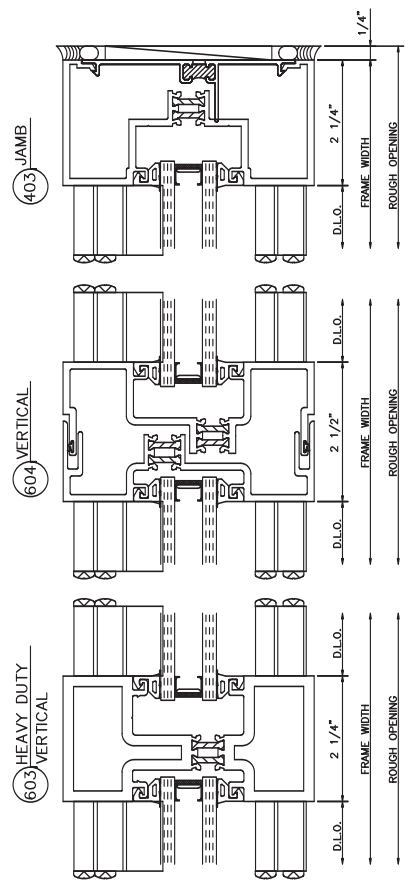 403 JAMB
D.L.O.
2 1/4"
1/4"
FRAME WIDTH
ROUGH OPENING
604 VERTICAL
D.L.O.
2 1/2"
D.L.O.
FRAME WIDTH
ROUGH OPENING
603 HEAVY DUTY
VERTICAL
D.L.O.
2 1/4"
D.L.O.
FRAME WIDTH
ROUGH OPENING